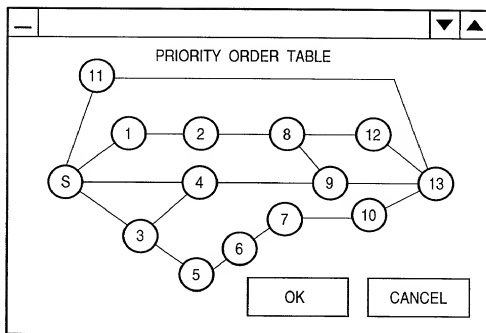 PRIORITY ORDER TABLE
11
1 2 8 12
S 4 9 13
3 7 10
6
5
OK CANCEL